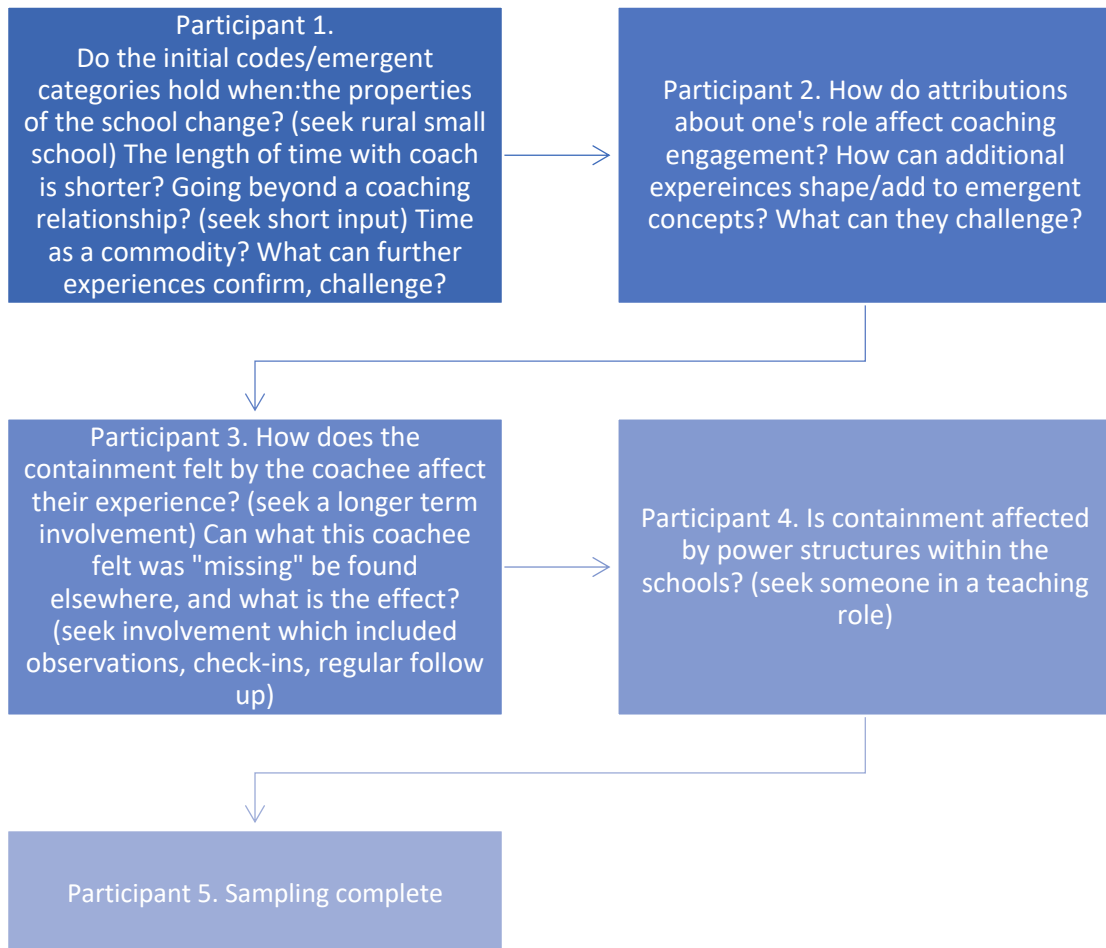 Participant 1.
Do the initial codes/emergent
categories hold when:the properties
of the school change? (seek rural small
school) The length of time with coach
is shorter? Going beyond a coaching
relationship? (seek short input) Time
as a commodity? What can further
experiences confirm, challenge?
Participant 2. How do attributions
about one's role affect coaching
engagement? How can additional
expereinces shape/add to emergent
concepts? What can they challenge?
Participant 3. How does the
containment felt by the coachee affect
their experience? (seek a longer term
involvement) Can what this coachee
felt was "missing" be found
elsewhere, and what is the effect?
(seek involvement which included
observations, check-ins, regular follow
up)
Participant 4. Is containment affected
by power structures within the
schools? (seek someone in a teaching
role)
Participant 5. Sampling complete